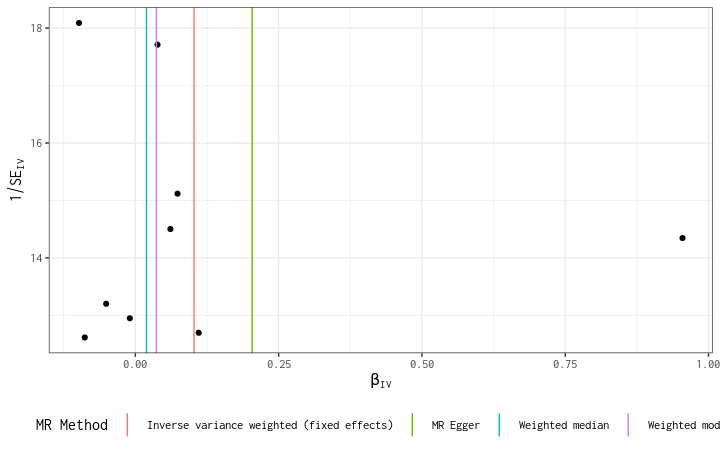 18
16
14
1/SE_IV
0.00 0.25 0.50 0.75 1.00
β_IV
MR Method Inverse variance weighted (fixed effects) MR Egger Weighted median Weighted mod